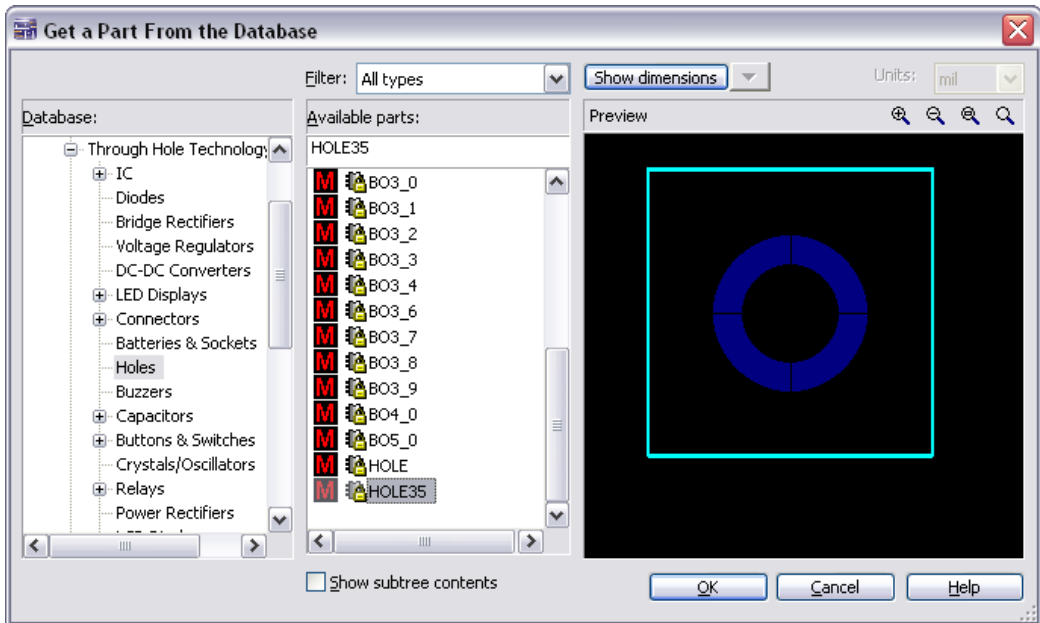 Get a Part From the Database
Filter: All types
Show dimensions
Units: mil
Database:
Through Hole Technology
IC
Diodes
Bridge Rectifiers
Voltage Regulators
DC-DC Converters
LED Displays
Connectors
Batteries & Sockets
Holes
Buzzers
Capacitors
Buttons & Switches
Crystals/Oscillators
Relays
Power Rectifiers
Available parts:
HOLE35
M BO3_0
M BO3_1
M BO3_2
M BO3_3
M BO3_4
M BO3_6
M BO3_7
M BO3_8
M BO3_9
M BO4_0
M BO5_0
M HOLE
M HOLE35
Show subtree contents
Preview
OK
Cancel
Help